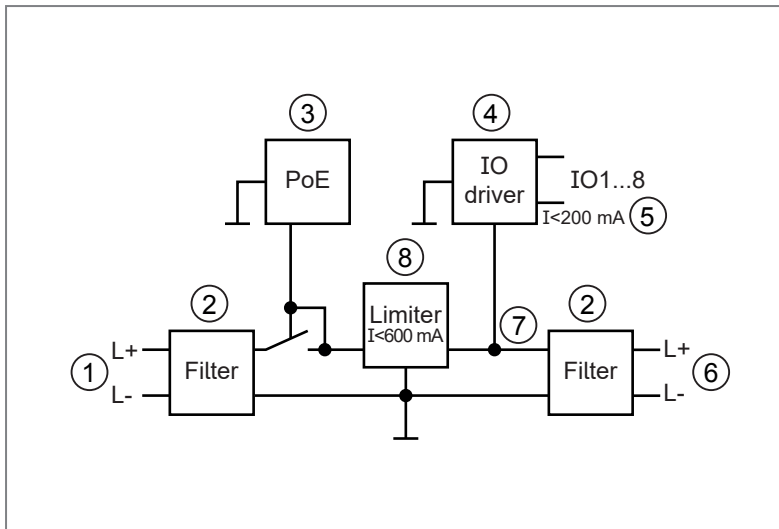 ③ ④
PoE
IO
driver
IO1...8
I<200 mA ⑤
⑧
② Limiter ②
I<600 mA
⑦
L+ L+
① Filter Filter ⑥
L- L-